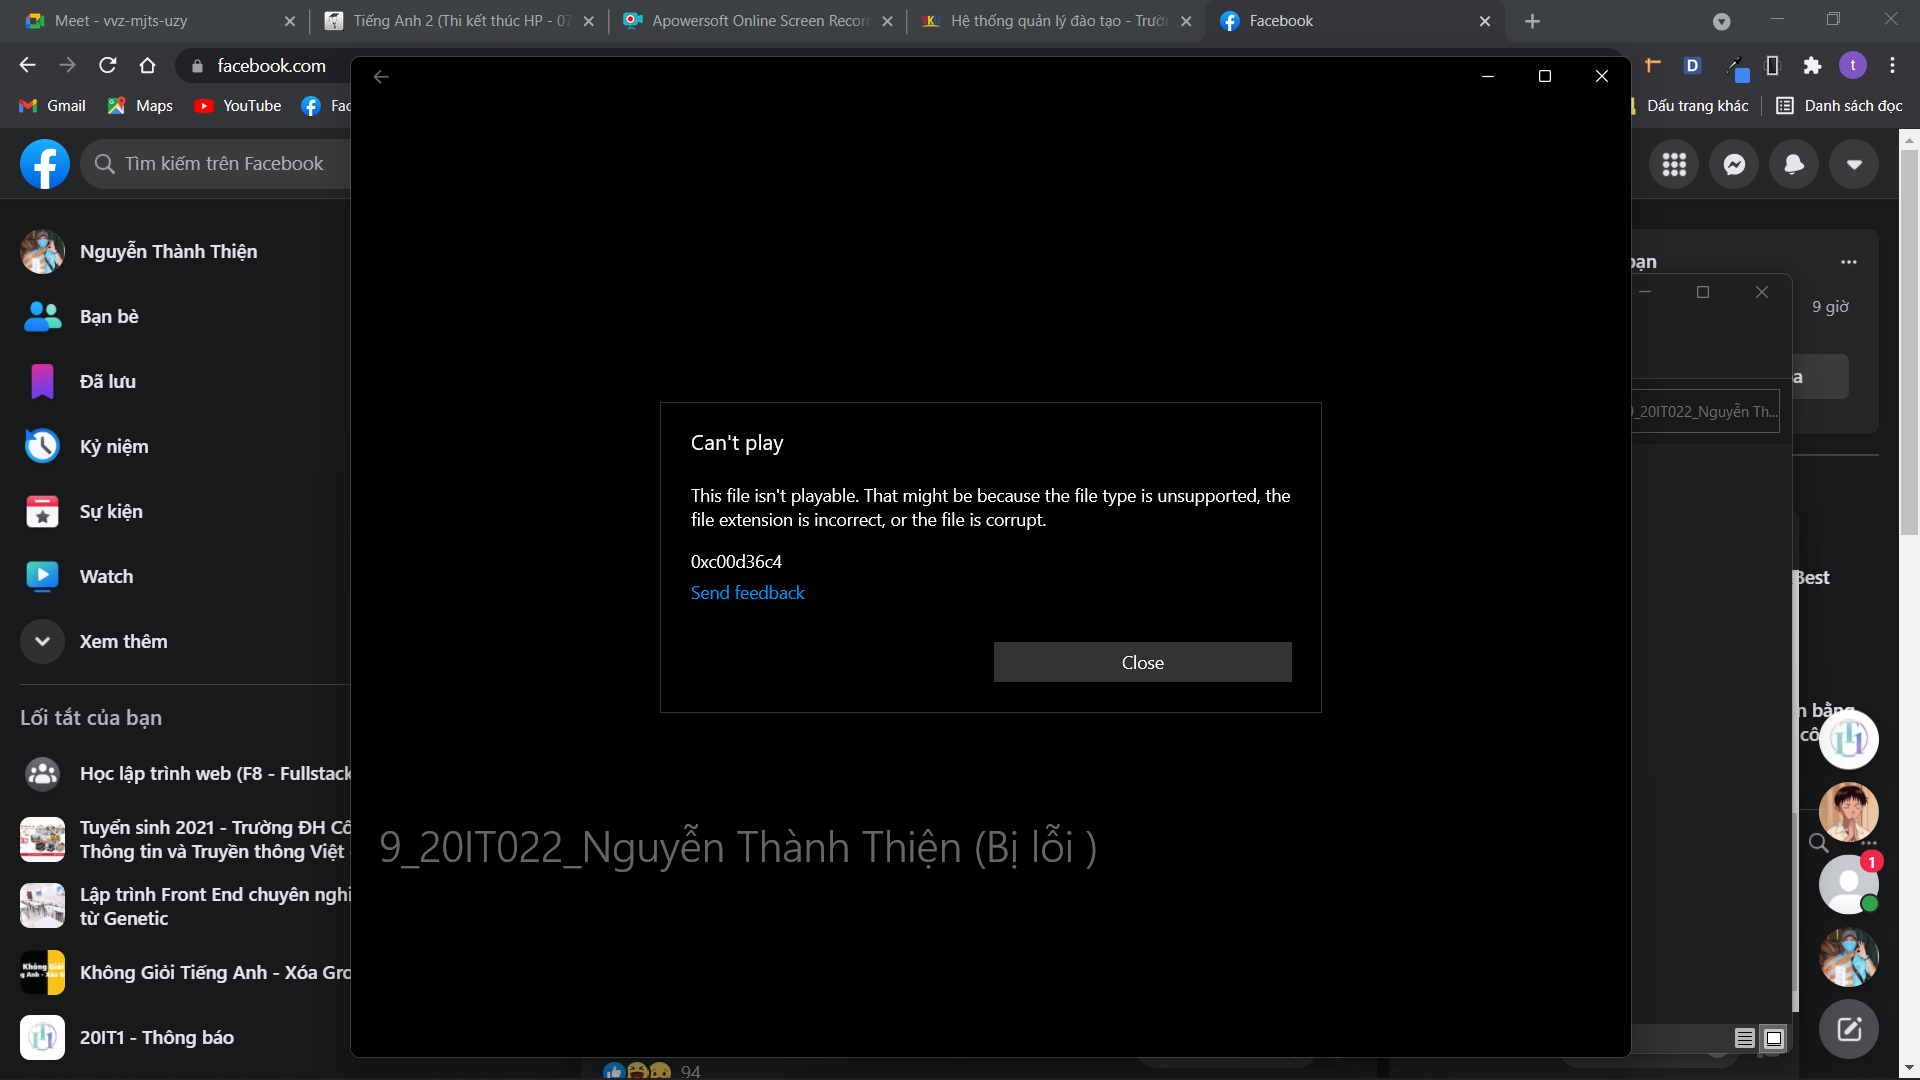 Meet - vvz-mjts-uzy
Tiếng Anh 2 (Thi kết thúc HP - 07
Apowersoft Online Screen Record
VKU
Hệ thống quản lý đào tạo - Trườ
Facebook
facebook.com
D
t
Gmail
Maps
YouTube
Fac
Dấu trang khác
Danh sách đọc
Tìm kiếm trên Facebook
Nguyễn Thành Thiện
Bạn bè
Đã lưu
Kỷ niệm
Sự kiện
Watch
Xem thêm
Lối tắt của bạn
Học lập trình web (F8 - Fullstack
Tuyển sinh 2021 - Trường ĐH Cô
Thông tin và Truyền thông Việt -
Lập trình Front End chuyên nghi
từ Genetic
Không Giỏi
Không Giỏi Tiếng Anh - Xóa Gro
20IT1 - Thông báo
Can't play
This file isn't playable. That might be because the file type is unsupported, the
file extension is incorrect, or the file is corrupt.
0xc00d36c4
Send feedback
Close
9_20IT022_Nguyễn Thành Thiện (Bị lỗi )
94
bạn
9 giờ
a
9_20IT022_Nguyễn Th...
Best
n bằng
cô
1